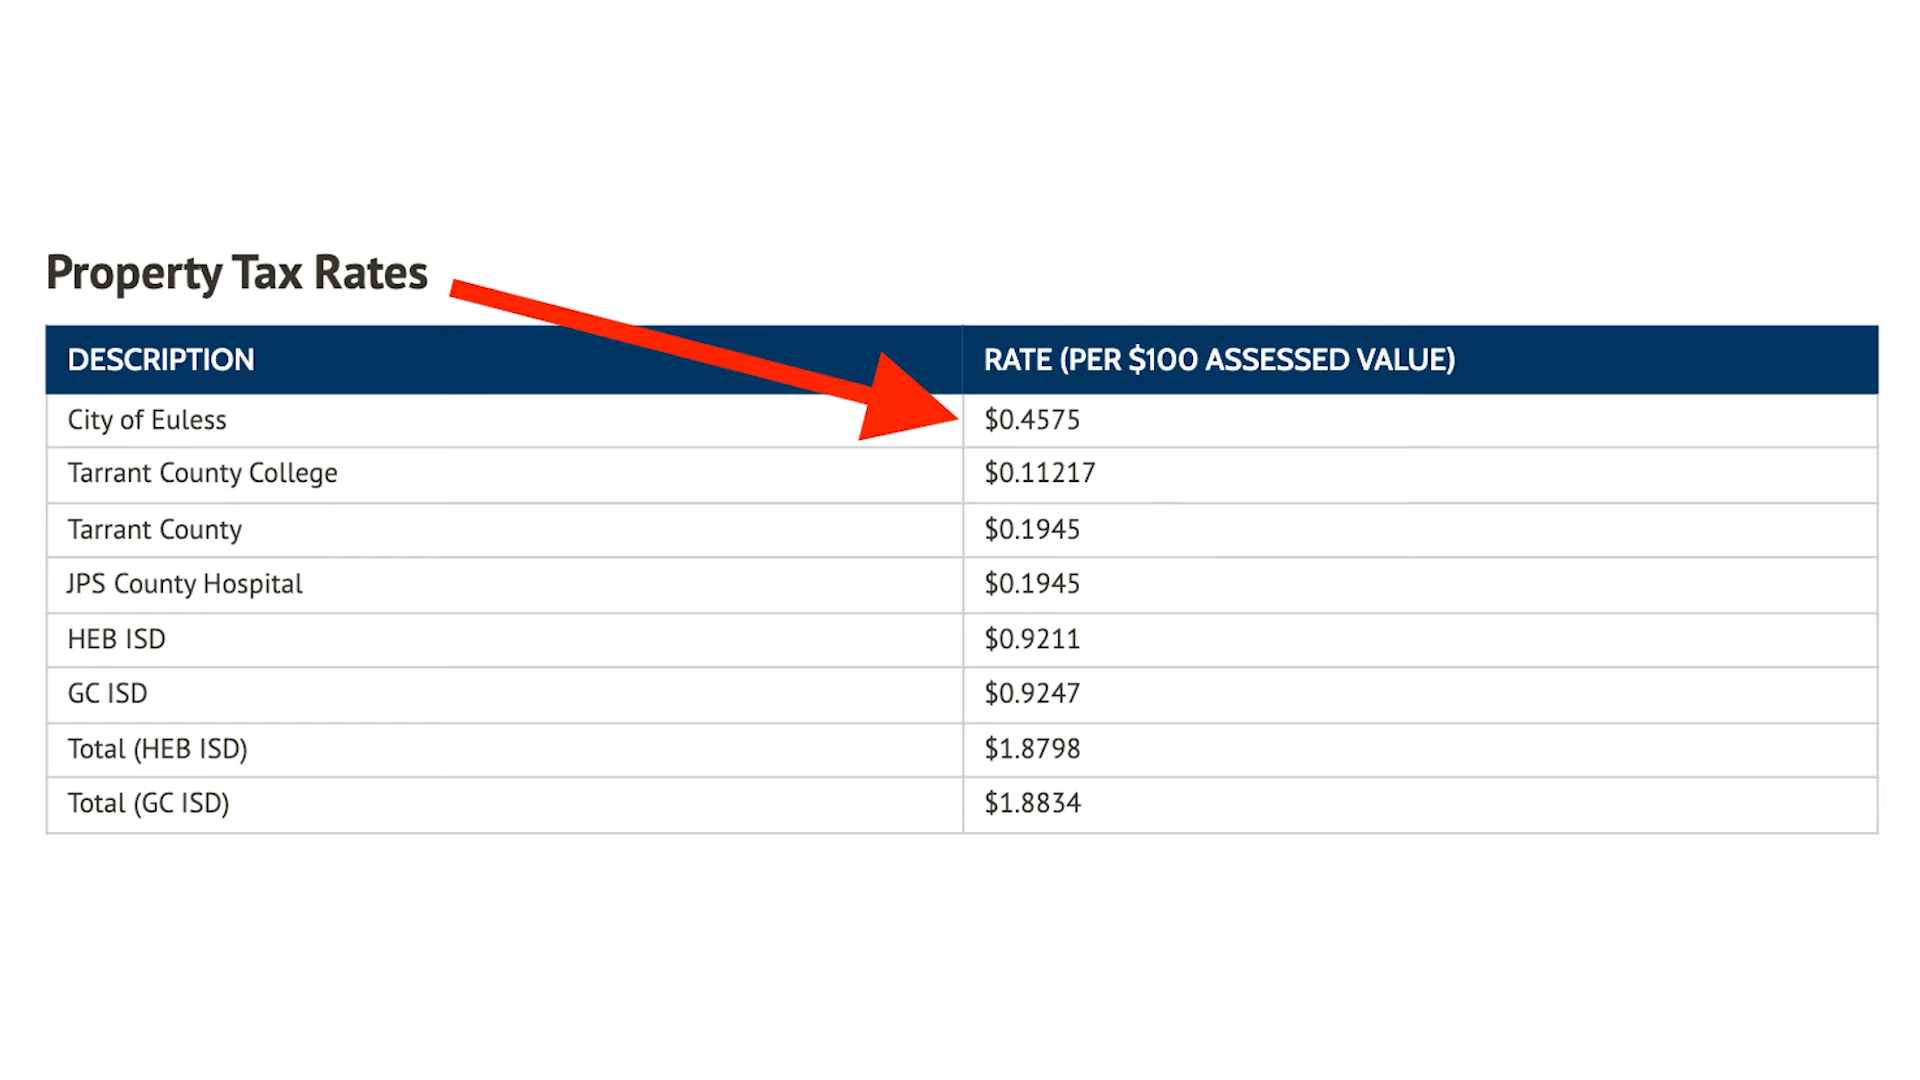 Property Tax Rates
DESCRIPTION RATE (PER $100 ASSESSED VALUE)
City of Euless $0.4575
Tarrant County College $0.11217
Tarrant County $0.1945
JPS County Hospital $0.1945
HEB ISD $0.9211
GC ISD $0.9247
Total (HEB ISD) $1.8798
Total (GC ISD) $1.8834